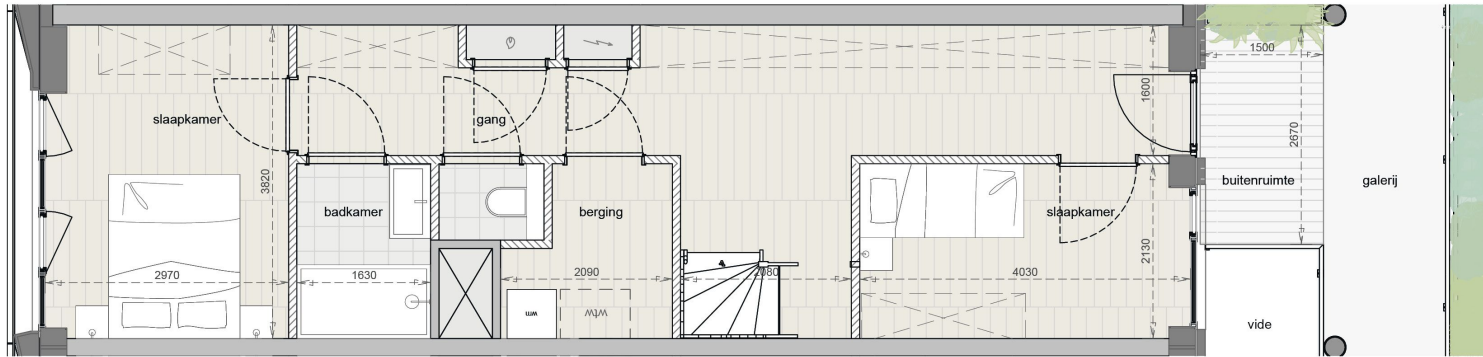 1500
1600
2670
slaapkamer
gang
3820
badkamer
berging
slaapkamer
buitenruimte
galerij
2130
2970
1630
2090
2080
4030
wm
WTW
vide